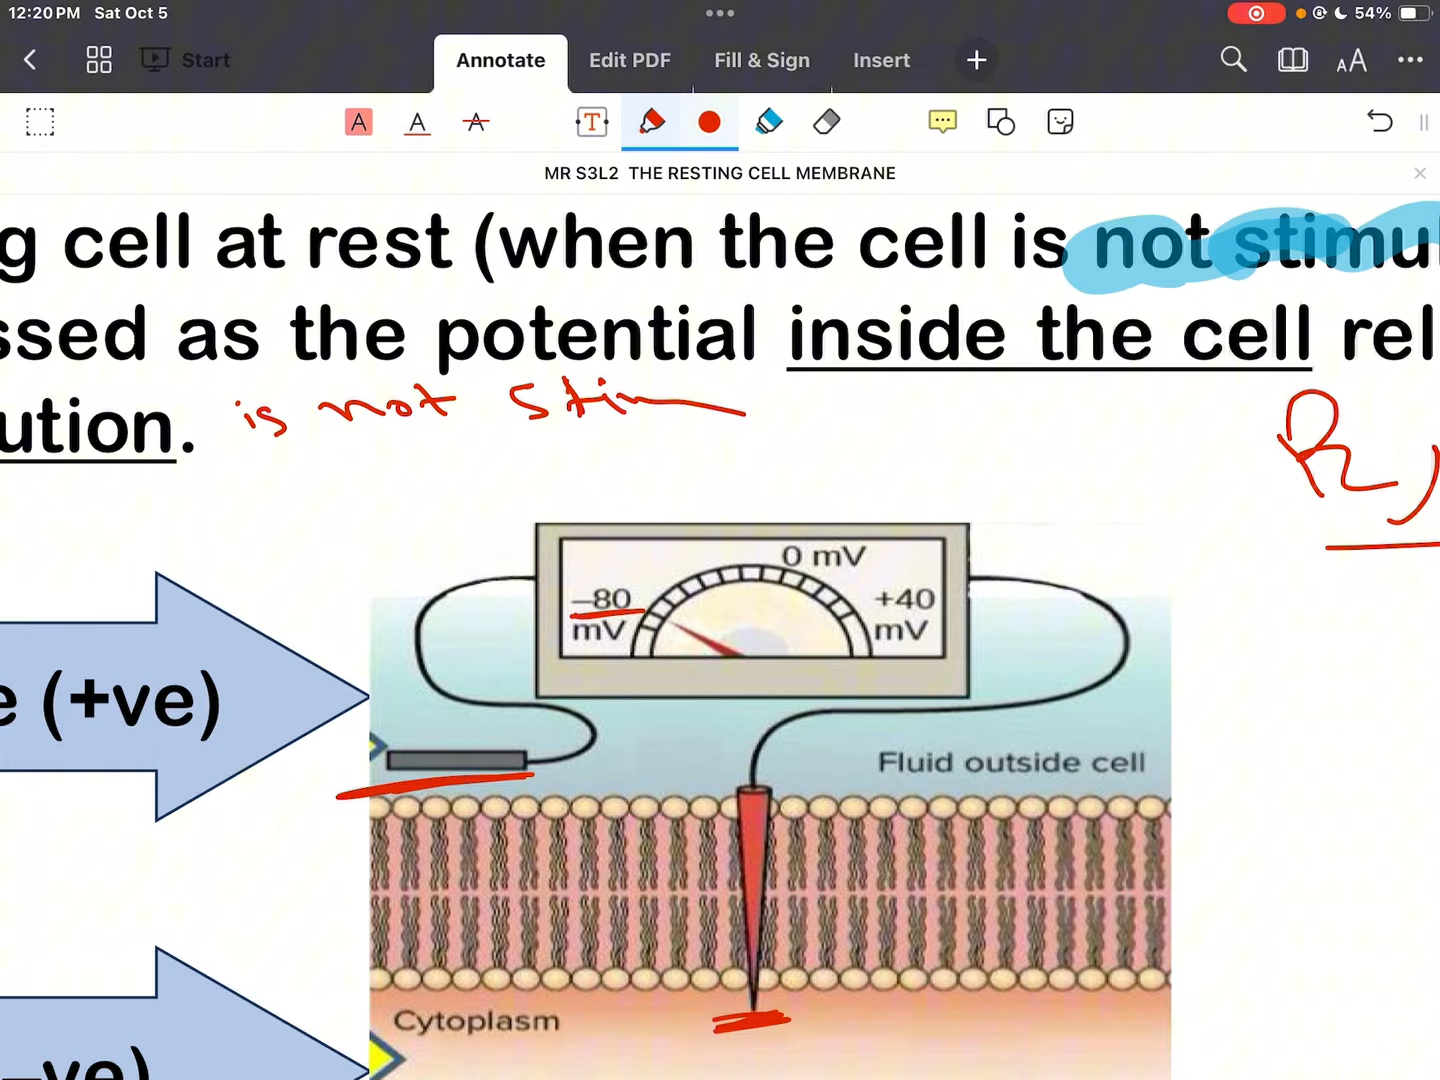 12:20 PM Sat Oct 5
54%
Start
Annotate
Edit PDF
Fill & Sign
Insert
AA
A A A T
MR S3L2 THE RESTING CELL MEMBRANE
g cell at rest (when the cell is not stimul
ssed as the potential inside the cell rel
ution.
is not stim
R
0 mV
–80 mV
+40 mV
e (+ve)
Fluid outside cell
Cytoplasm
–ve)